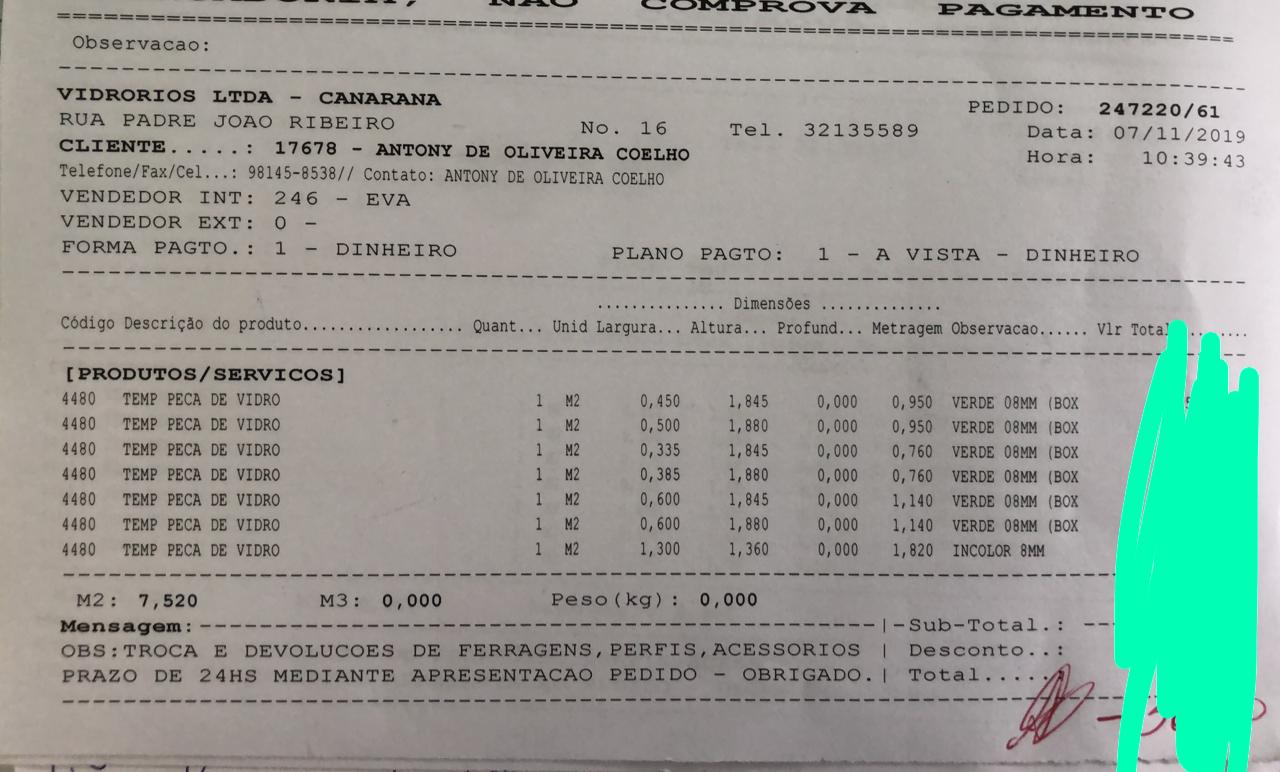 NAO COMPROVA PAGAMENTO
Observacao:
VIDRORIOS LTDA - CANARANA
PEDIDO: 247220/61
RUA PADRE JOAO RIBEIRO No. 16 Tel. 32135589 Data: 07/11/2019
CLIENTE.....: 17678 - ANTONY DE OLIVEIRA COELHO Hora: 10:39:43
Telefone/Fax/Cel...: 98145-8538// Contato: ANTONY DE OLIVEIRA COELHO
VENDEDOR INT: 246 - EVA
VENDEDOR EXT: 0 -
FORMA PAGTO.: 1 - DINHEIRO PLANO PAGTO: 1 - A VISTA - DINHEIRO
............... Dimensões ..............
Código Descrição do produto.................. Quant... Unid Largura... Altura... Profund... Metragem Observacao...... Vlr Total
[PRODUTOS/SERVICOS]
4480 TEMP PECA DE VIDRO 1 M2 0,450 1,845 0,000 0,950 VERDE 08MM (BOX
4480 TEMP PECA DE VIDRO 1 M2 0,500 1,880 0,000 0,950 VERDE 08MM (BOX
4480 TEMP PECA DE VIDRO 1 M2 0,335 1,845 0,000 0,760 VERDE 08MM (BOX
4480 TEMP PECA DE VIDRO 1 M2 0,385 1,880 0,000 0,760 VERDE 08MM (BOX
4480 TEMP PECA DE VIDRO 1 M2 0,600 1,845 0,000 1,140 VERDE 08MM (BOX
4480 TEMP PECA DE VIDRO 1 M2 0,600 1,880 0,000 1,140 VERDE 08MM (BOX
4480 TEMP PECA DE VIDRO 1 M2 1,300 1,360 0,000 1,820 INCOLOR 8MM
M2: 7,520 M3: 0,000 Peso(kg): 0,000
Mensagem:-----------------------------------------------|-Sub-Total.: --
OBS:TROCA E DEVOLUCOES DE FERRAGENS,PERFIS,ACESSORIOS | Desconto..:
PRAZO DE 24HS MEDIANTE APRESENTACAO PEDIDO - OBRIGADO.| Total.....